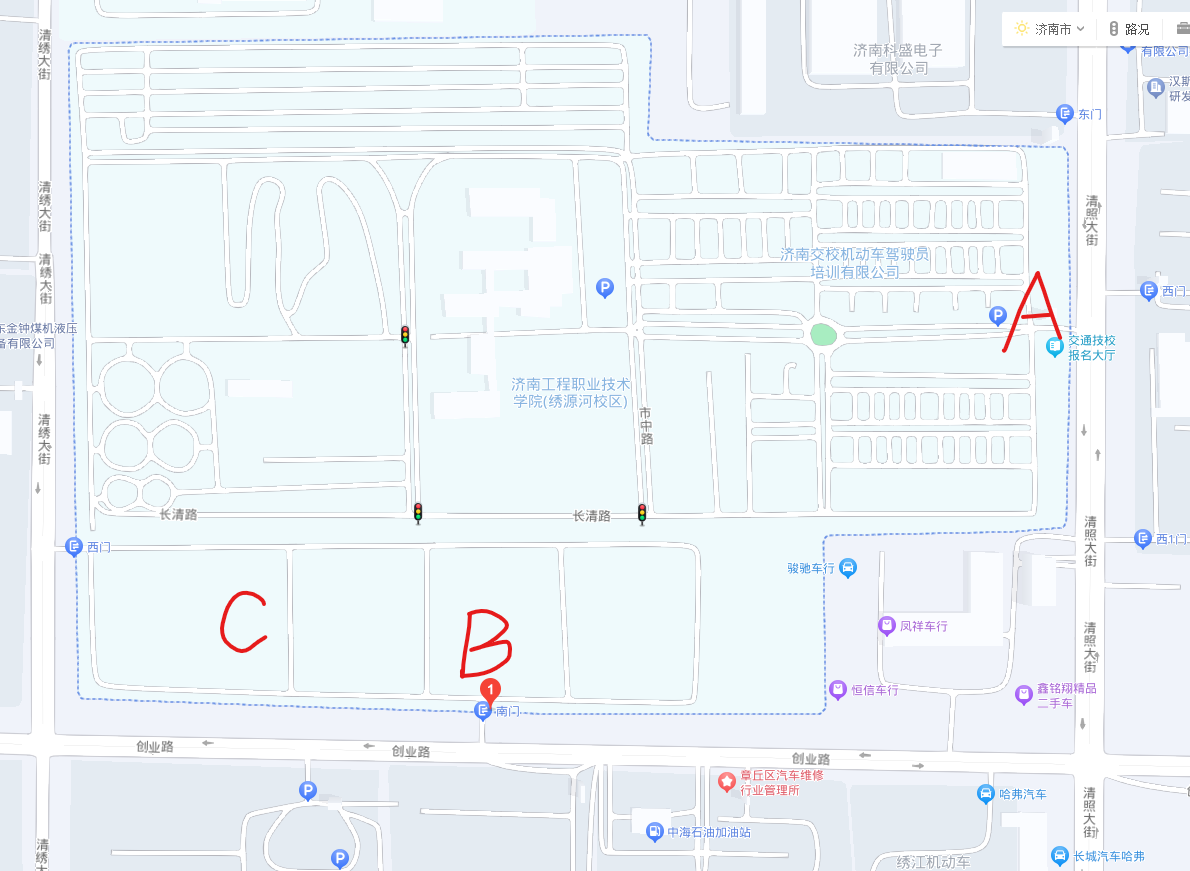 济南市
路况
清绣大街
济南科盛电子
有限公司
有限公司
汉斯
研发
东门
清绣大街
清照大街
清绣大街
济南交校机动车驾驶员
培训有限公司
A
P
P
西门
东金钟煤机液压
备有限公司
交通技校
报名大厅
济南工程职业技术
学院(绣源河校区)
市中路
清绣大街
长清路
长清路
西门
清照大街
西1门
骏驰车行
C
B
凤祥车行
清照大街
1
南门
恒信车行
鑫铭翔精品
二手车
创业路
创业路
创业路
章丘区汽车维修
行业管理所
P
哈弗汽车
清照大街
中海石油加油站
清绣大
P
绣江机动车
长城汽车哈弗